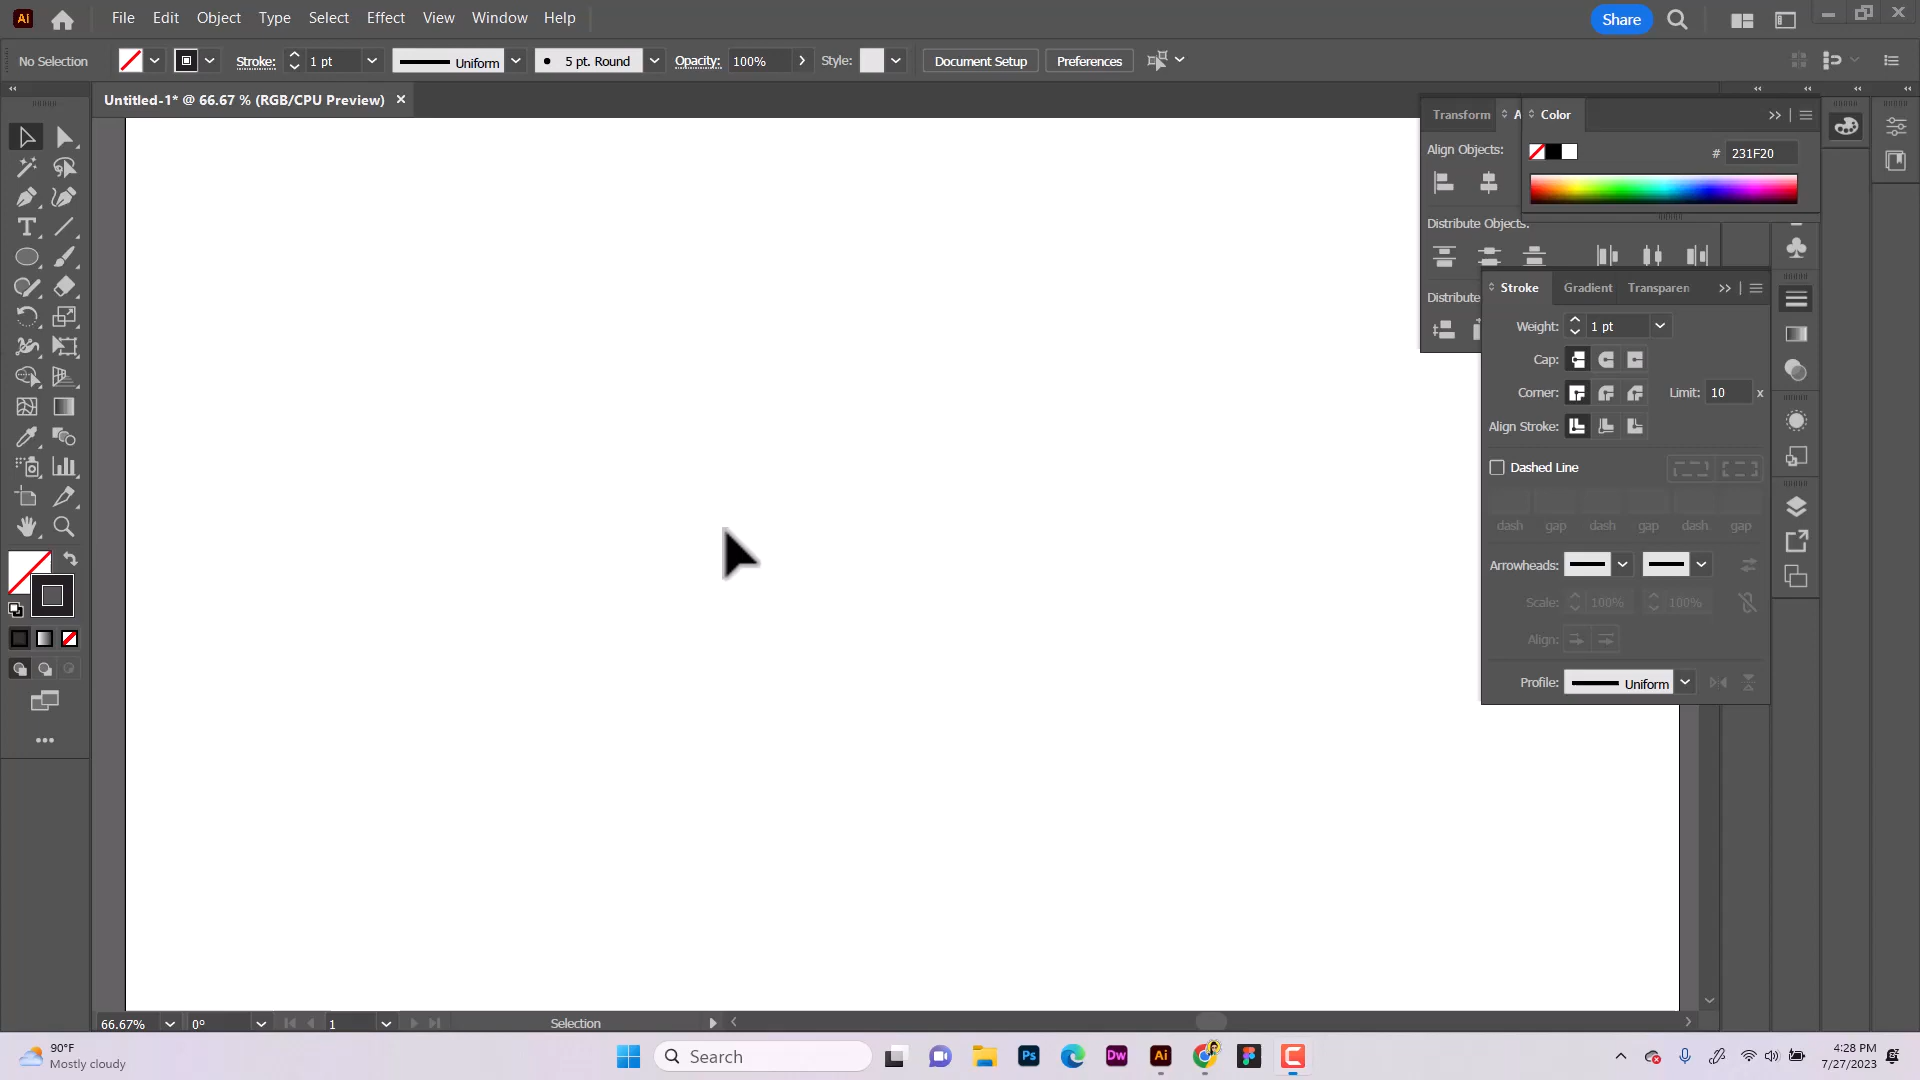 Ai File Edit Object Type Select Effect View Window Help Share
No Selection Stroke: 1 pt Uniform 5 pt. Round Opacity: 100% Style: Document Setup Preferences
Untitled-1* @ 66.67 % (RGB/CPU Preview) ×
Transform A Color
Align Objects:
# 231F20
Distribute Objects:
Stroke Gradient Transparen
Distribute
Weight: 1 pt
Cap:
Corner: Limit: 10 x
Align Stroke:
Dashed Line
dash gap dash gap dash gap
Arrowheads:
Scale: 100% 100%
Align:
Profile: Uniform
66.67% 0° 1 Selection
90°F
Mostly cloudy
Search
Ps
Dw
Ai
4:28 PM
7/27/2023